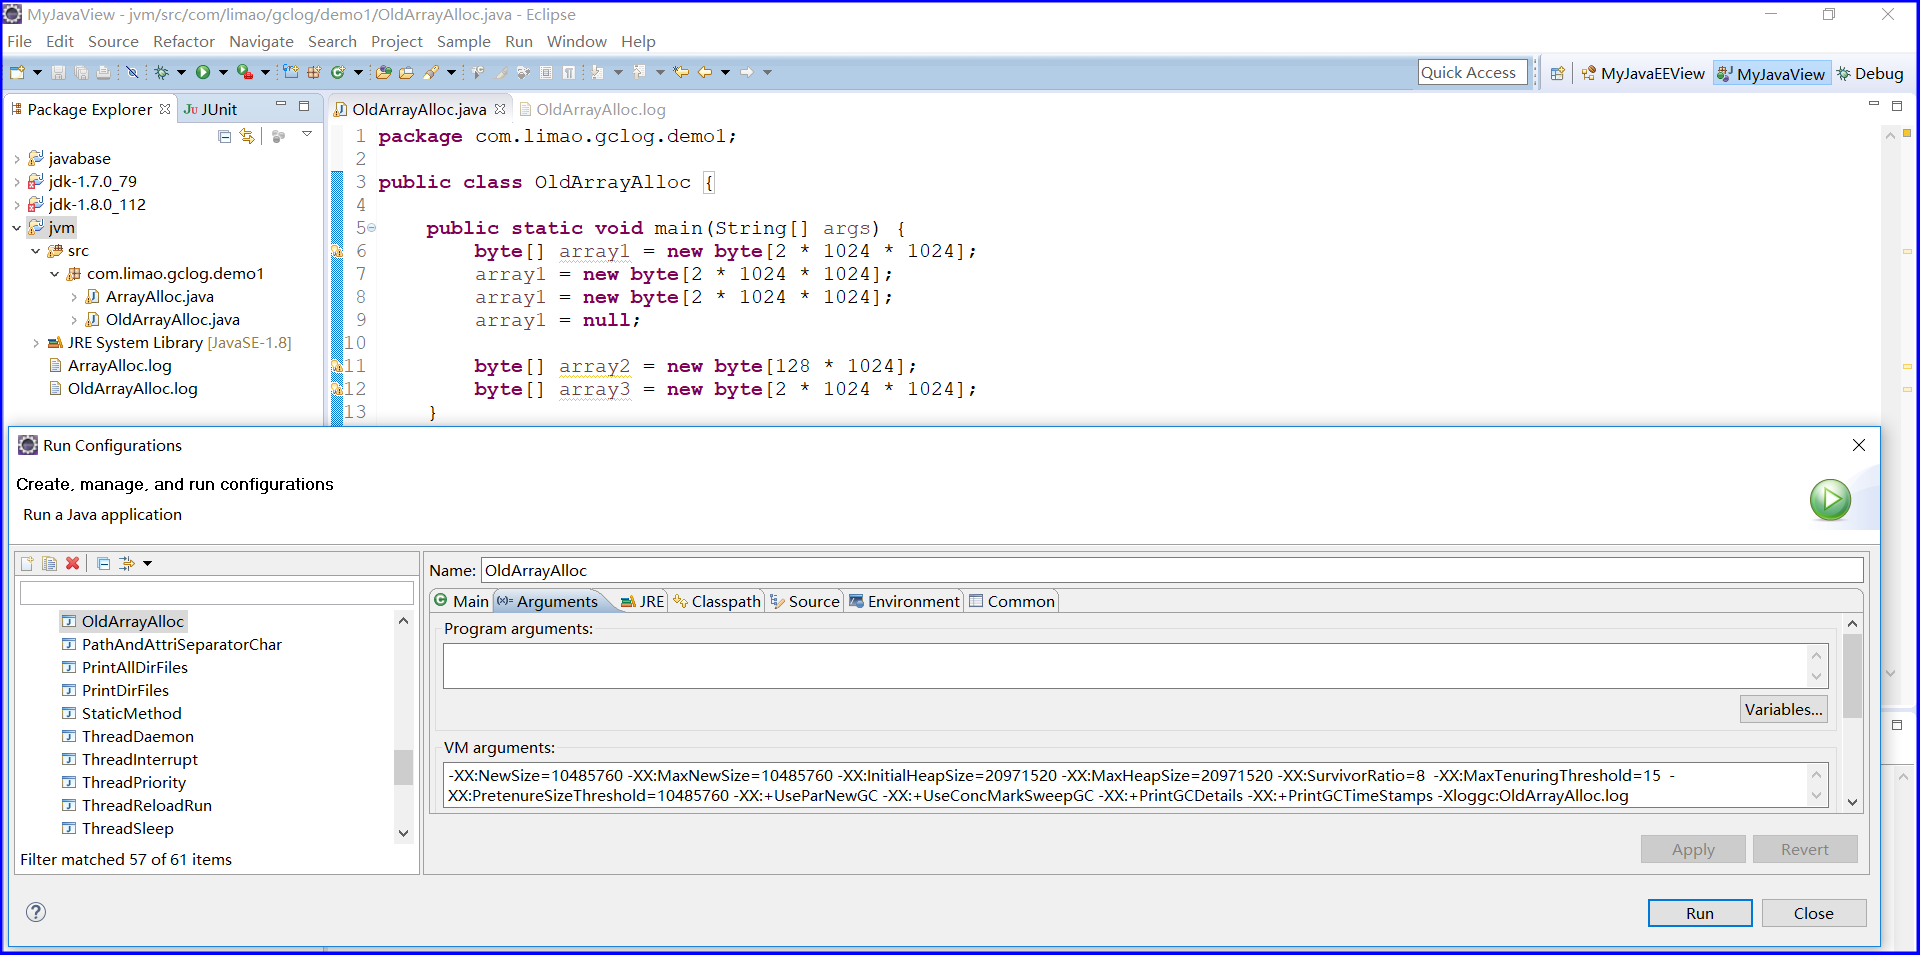 MyJavaView - jvm/src/com/limao/gclog/demo1/OldArrayAlloc.java - Eclipse
File Edit Source Refactor Navigate Search Project Sample Run Window Help
Quick Access MyJavaEEView MyJavaView Debug
Package Explorer JUnit
javabase
jdk-1.7.0_79
jdk-1.8.0_112
jvm
src
com.limao.gclog.demo1
ArrayAlloc.java
OldArrayAlloc.java
JRE System Library [JavaSE-1.8]
ArrayAlloc.log
OldArrayAlloc.log
OldArrayAlloc.java OldArrayAlloc.log
1 package com.limao.gclog.demo1;
2
3 public class OldArrayAlloc {
4
5 public static void main(String[] args) {
6 byte[] array1 = new byte[2 * 1024 * 1024];
7 array1 = new byte[2 * 1024 * 1024];
8 array1 = new byte[2 * 1024 * 1024];
9 array1 = null;
10
11 byte[] array2 = new byte[128 * 1024];
12 byte[] array3 = new byte[2 * 1024 * 1024];
13 }
Run Configurations
Create, manage, and run configurations
Run a Java application
OldArrayAlloc
PathAndAttriSeparatorChar
PrintAllDirFiles
PrintDirFiles
StaticMethod
ThreadDaemon
ThreadInterrupt
ThreadPriority
ThreadReloadRun
ThreadSleep
Filter matched 57 of 61 items
Name: OldArrayAlloc
Main Arguments JRE Classpath Source Environment Common
Program arguments:
Variables...
VM arguments:
-XX:NewSize=10485760 -XX:MaxNewSize=10485760 -XX:InitialHeapSize=20971520 -XX:MaxHeapSize=20971520 -XX:SurvivorRatio=8 -XX:MaxTenuringThreshold=15 -
XX:PretenureSizeThreshold=10485760 -XX:+UseParNewGC -XX:+UseConcMarkSweepGC -XX:+PrintGCDetails -XX:+PrintGCTimeStamps -Xloggc:OldArrayAlloc.log
Apply Revert
Run Close